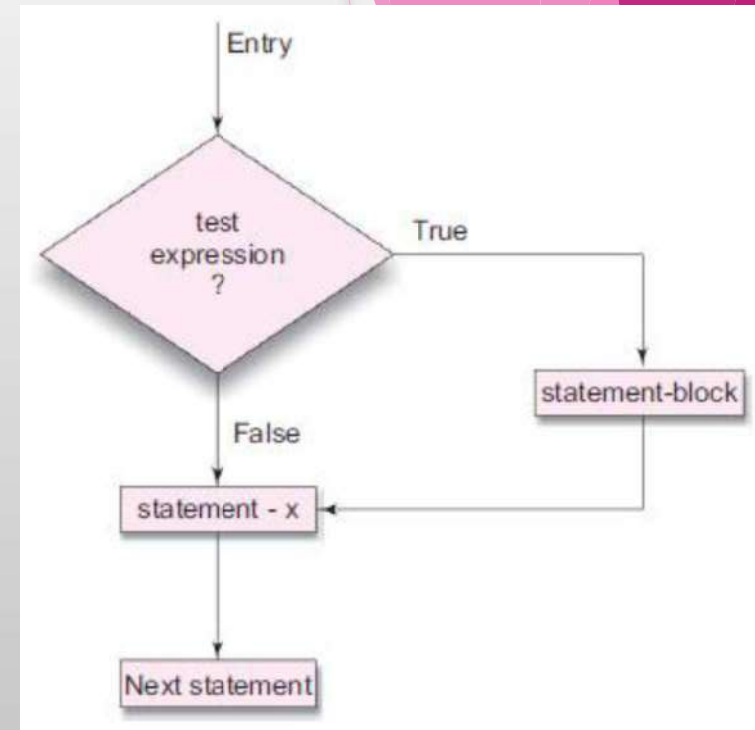 Entry
test
expression
?
True
statement-block
False
statement - x
Next statement